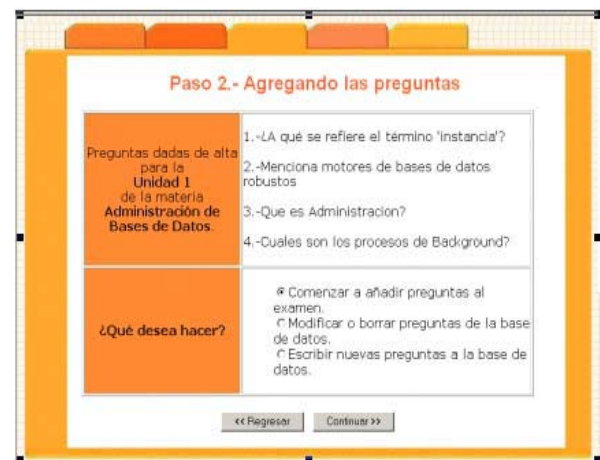 Paso 2.- Agregando las preguntas
Preguntas dadas de alta
para la
Unidad 1
de la materia
Administración de
Bases de Datos.
1.-¿A qué se refiere el término 'instancia'?
2.-Menciona motores de bases de datos
robustos
3.-Que es Administracion?
4.-Cuales son los procesos de Background?
¿Qué desea hacer?
Comenzar a añadir preguntas al
examen.
Modificar o borrar preguntas de la base
de datos.
Escribir nuevas preguntas a la base de
datos.
<< Regresar
Continuar >>